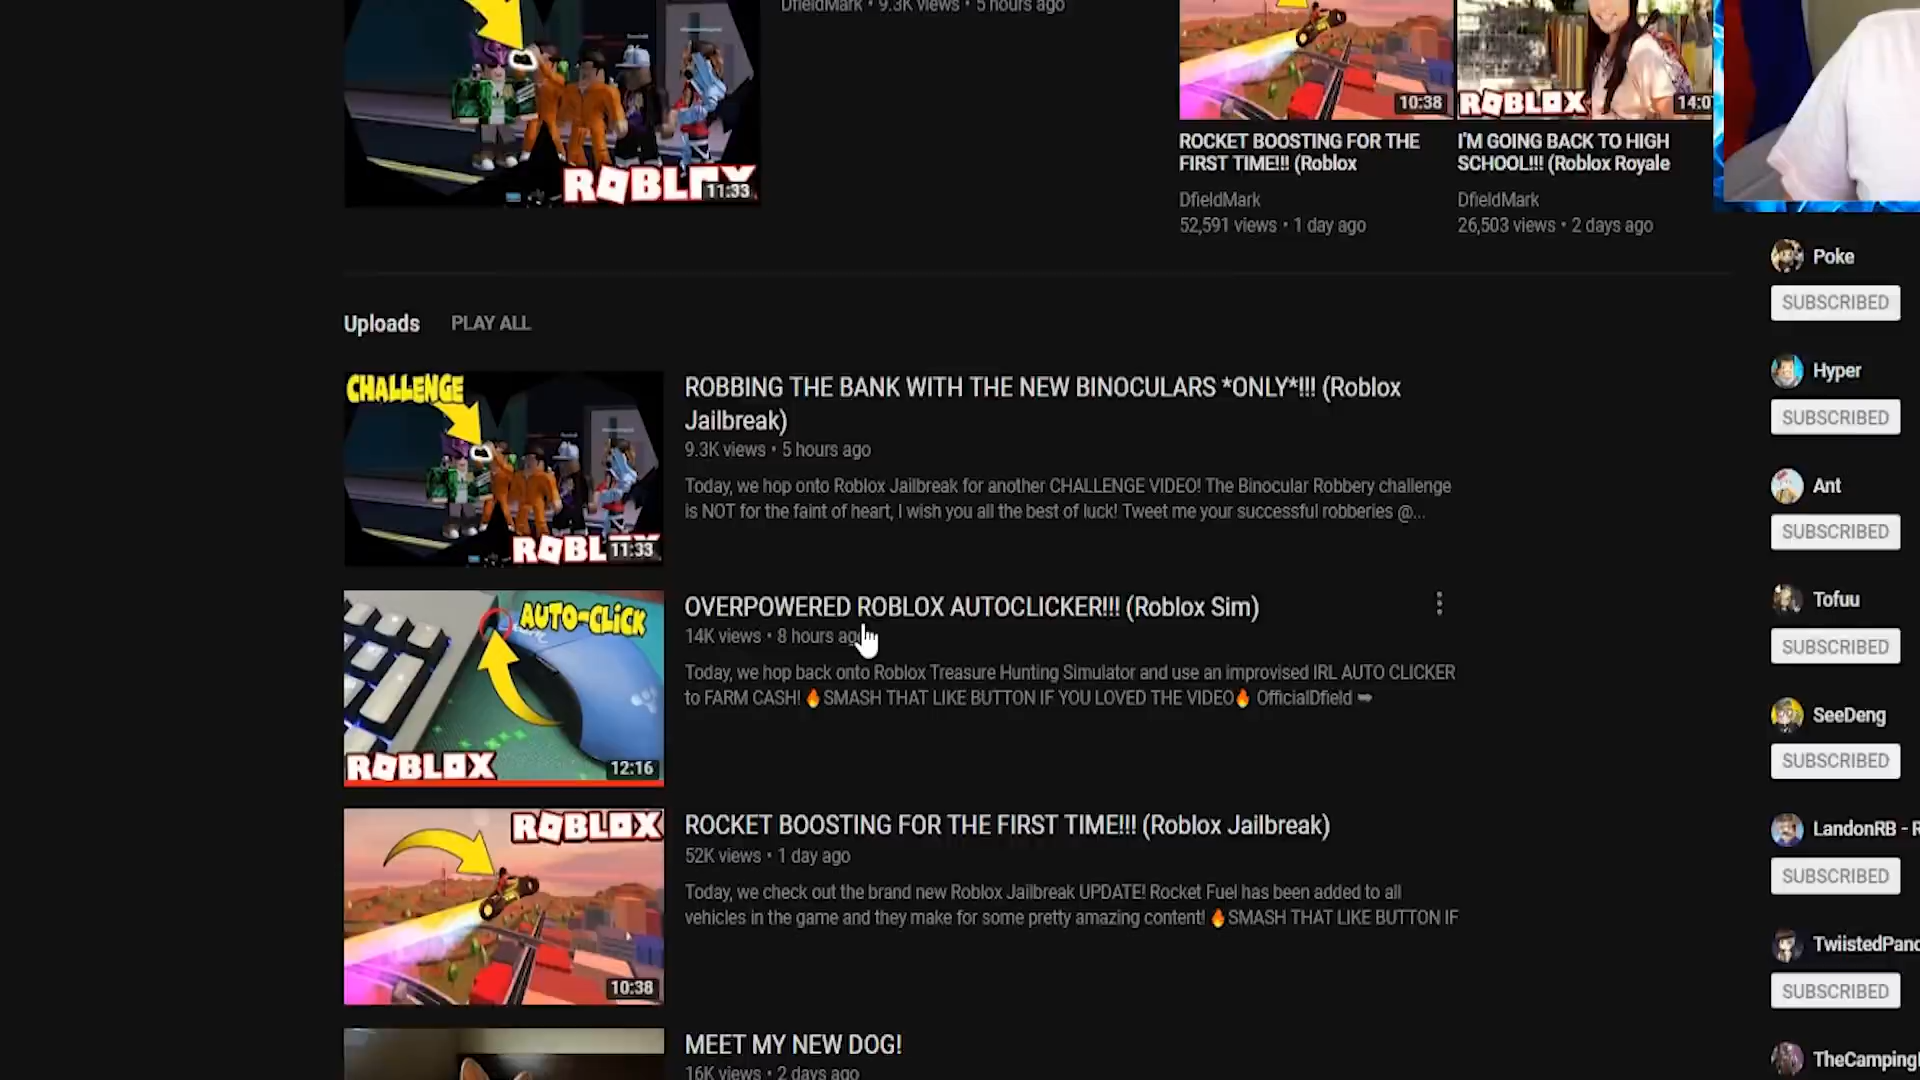 DfieldMark • 9.3K views • 5 hours ago
ROBLOX
11:33
10:38
ROBLOX
14:0
ROCKET BOOSTING FOR THE
FIRST TIME!!! (Roblox
DfieldMark
52,591 views • 1 day ago
I'M GOING BACK TO HIGH
SCHOOL!!! (Roblox Royale
DfieldMark
26,503 views • 2 days ago
Uploads PLAY ALL
CHALLENGE
ROBL
11:33
ROBBING THE BANK WITH THE NEW BINOCULARS *ONLY*!!! (Roblox
Jailbreak)
9.3K views • 5 hours ago
Today, we hop onto Roblox Jailbreak for another CHALLENGE VIDEO! The Binocular Robbery challenge
is NOT for the faint of heart, I wish you all the best of luck! Tweet me your successful robberies @...
AUTO-CLICK
ROBLOX
12:16
OVERPOWERED ROBLOX AUTOCLICKER!!! (Roblox Sim)
14K views • 8 hours ago
Today, we hop back onto Roblox Treasure Hunting Simulator and use an improvised IRL AUTO CLICKER
to FARM CASH! 🔥SMASH THAT LIKE BUTTON IF YOU LOVED THE VIDEO🔥 OfficialDfield ➥
ROBLOX
10:38
ROCKET BOOSTING FOR THE FIRST TIME!!! (Roblox Jailbreak)
52K views • 1 day ago
Today, we check out the brand new Roblox Jailbreak UPDATE! Rocket Fuel has been added to all
vehicles in the game and they make for some pretty amazing content! 🔥SMASH THAT LIKE BUTTON IF
MEET MY NEW DOG!
16K views • 2 days ago
Poke
SUBSCRIBED
Hyper
SUBSCRIBED
Ant
SUBSCRIBED
Tofuu
SUBSCRIBED
SeeDeng
SUBSCRIBED
LandonRB - R
SUBSCRIBED
TwiistedPand
SUBSCRIBED
TheCamping